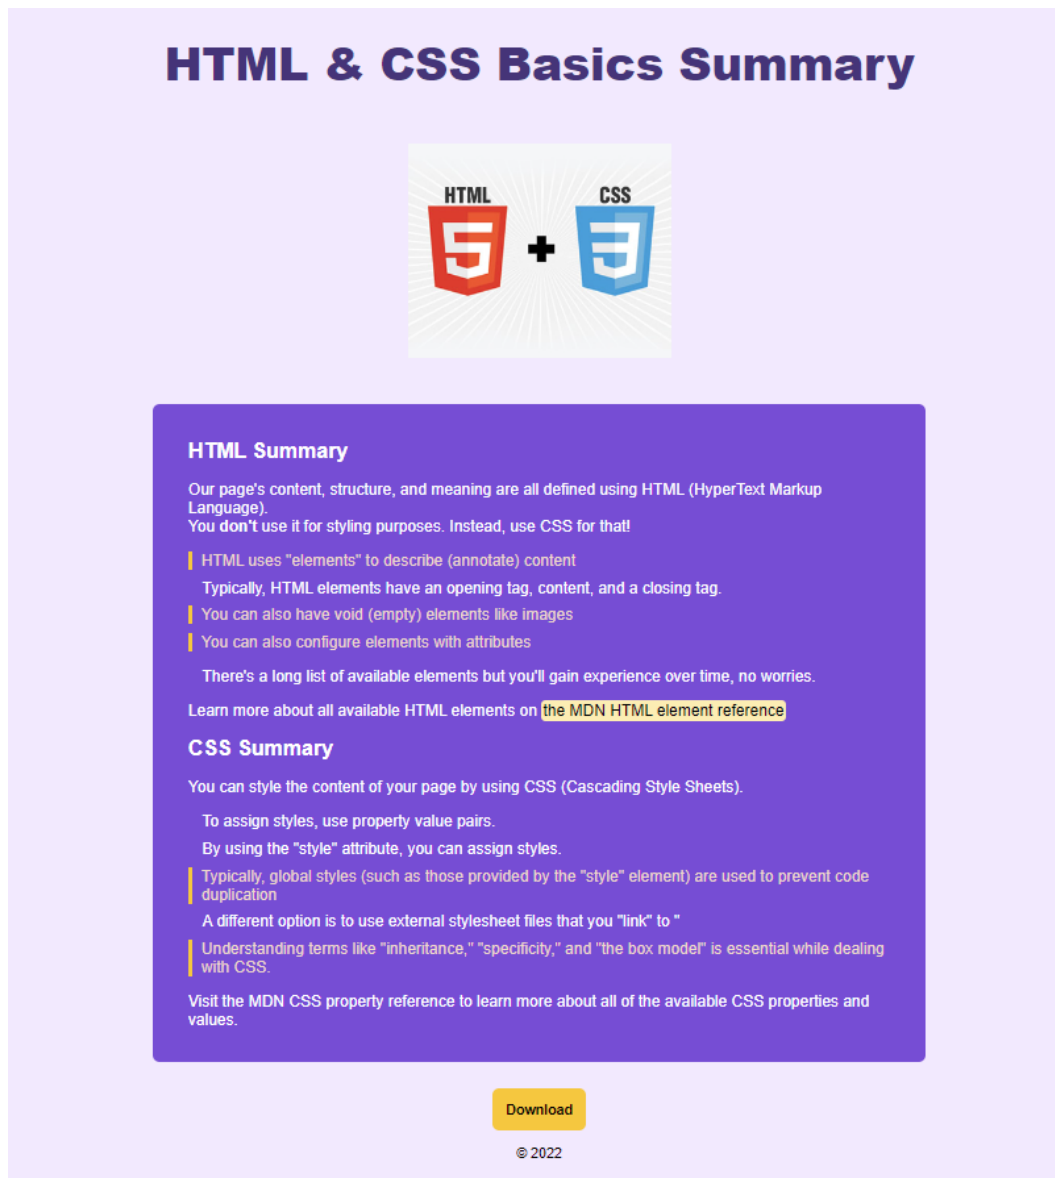 HTML & CSS Basics Summary
HTML
CSS
5
+
3
HTML Summary
Our page's content, structure, and meaning are all defined using HTML (HyperText Markup
Language).
You don't use it for styling purposes. Instead, use CSS for that!
HTML uses "elements" to describe (annotate) content
Typically, HTML elements have an opening tag, content, and a closing tag.
You can also have void (empty) elements like images
You can also configure elements with attributes
There's a long list of available elements but you'll gain experience over time, no worries.
Learn more about all available HTML elements on the MDN HTML element reference
CSS Summary
You can style the content of your page by using CSS (Cascading Style Sheets).
To assign styles, use property value pairs.
By using the "style" attribute, you can assign styles.
Typically, global styles (such as those provided by the "style" element) are used to prevent code
duplication
A different option is to use external stylesheet files that you "link" to "
Understanding terms like "inheritance," "specificity," and "the box model" is essential while dealing
with CSS.
Visit the MDN CSS property reference to learn more about all of the available CSS properties and
values.
Download
© 2022